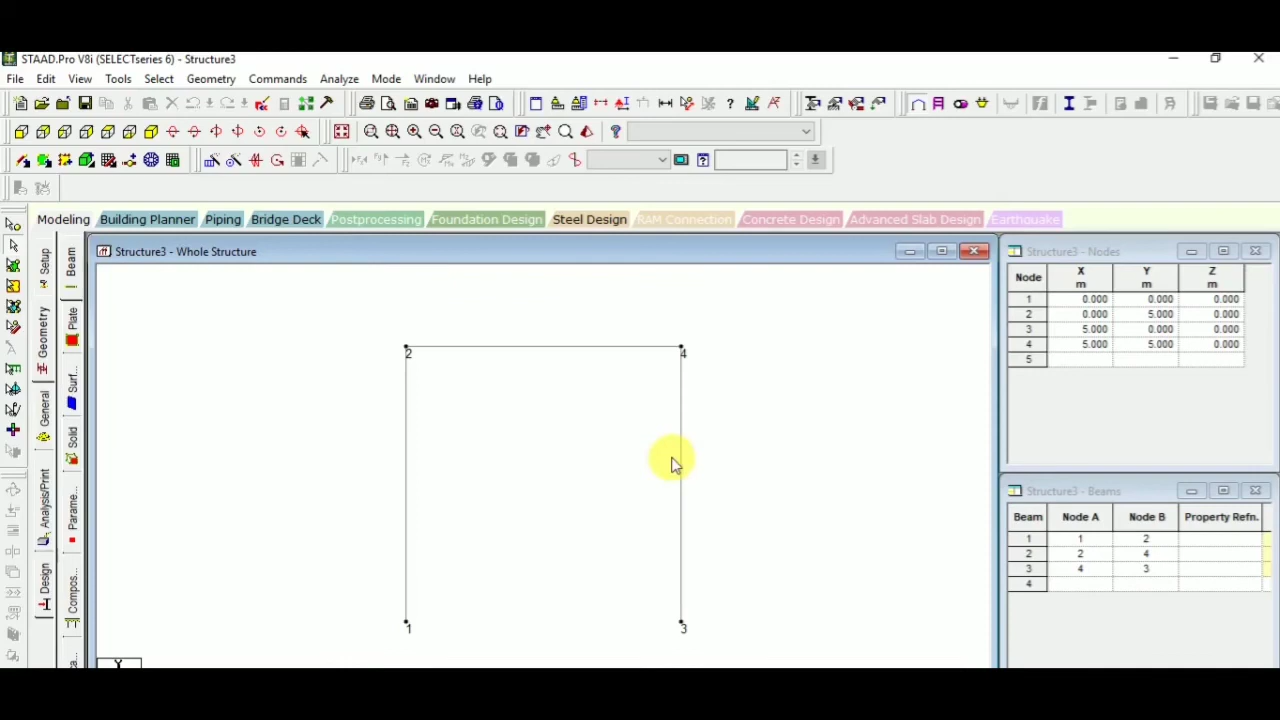 STAAD.Pro V8i (SELECTseries 6) - Structure3
File Edit View Tools Select Geometry Commands Analyze Mode Window Help
Modeling Building Planner Piping Bridge Deck Postprocessing Foundation Design Steel Design RAM Connection Concrete Design Advanced Slab Design Earthquake
Setup
Geometry
General
Analysis/Print
Design
Beam
Plate
Surf...
Solid
Parame...
Compos...
Structure3 - Whole Structure
2 4
1 3
Y
Structure3 - Nodes
Node X m Y m Z m
1 0.000 0.000 0.000
2 0.000 5.000 0.000
3 5.000 0.000 0.000
4 5.000 5.000 0.000
5
Structure3 - Beams
Beam Node A Node B Property Refn.
1 1 2
2 2 4
3 4 3
4